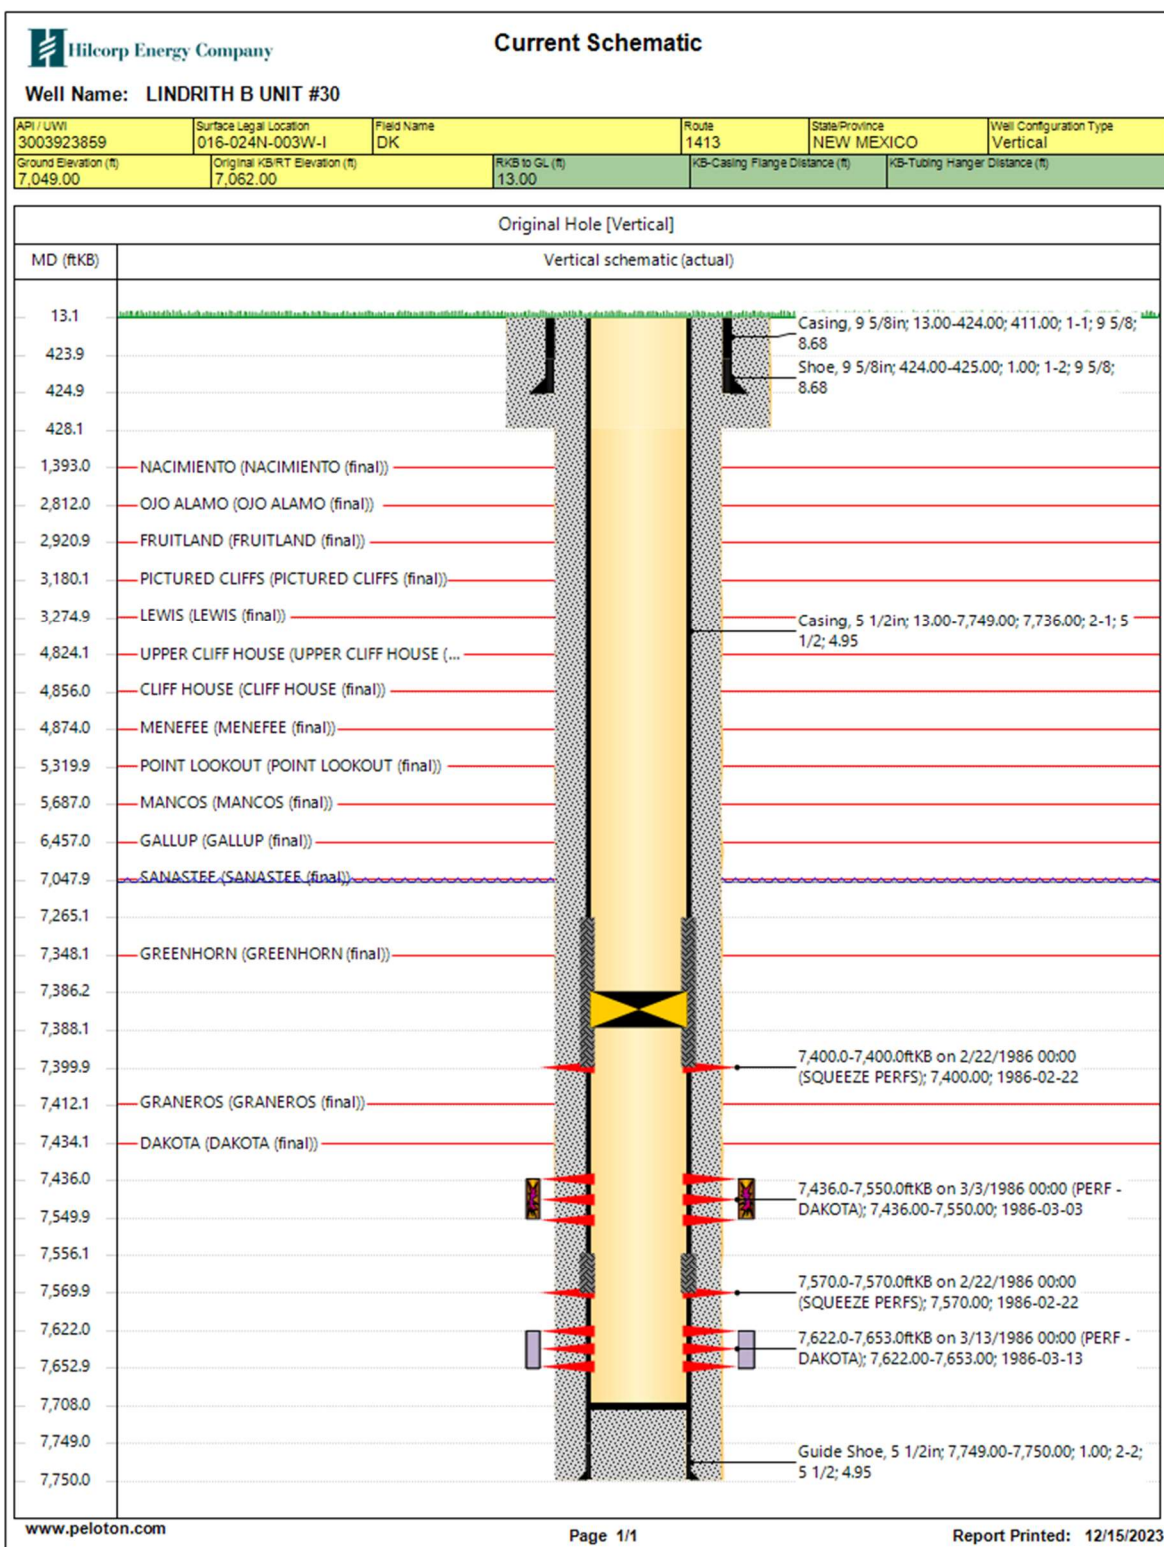 Hilcorp Energy Company
Current Schematic
Well Name: LINDRITH B UNIT #30
API / UWI
3003923859
Surface Legal Location
016-024N-003W-I
Field Name
DK
Route
1413
State/Province
NEW MEXICO
Well Configuration Type
Vertical
Ground Elevation (ft)
7,049.00
Original KB/RT Elevation (ft)
7,062.00
RKB to GL (ft)
13.00
KB-Casing Flange Distance (ft)
KB-Tubing Hanger Distance (ft)
Original Hole [Vertical]
MD (ftKB)
Vertical schematic (actual)
13.1
Casing, 9 5/8in; 13.00-424.00; 411.00; 1-1; 9 5/8;
8.68
423.9
Shoe, 9 5/8in; 424.00-425.00; 1.00; 1-2; 9 5/8;
8.68
424.9
428.1
1,393.0
NACIMIENTO (NACIMIENTO (final))
2,812.0
OJO ALAMO (OJO ALAMO (final))
2,920.9
FRUITLAND (FRUITLAND (final))
3,180.1
PICTURED CLIFFS (PICTURED CLIFFS (final))
3,274.9
LEWIS (LEWIS (final))
Casing, 5 1/2in; 13.00-7,749.00; 7,736.00; 2-1; 5
1/2; 4.95
4,824.1
UPPER CLIFF HOUSE (UPPER CLIFF HOUSE (...
4,856.0
CLIFF HOUSE (CLIFF HOUSE (final))
4,874.0
MENEFEE (MENEFEE (final))
5,319.9
POINT LOOKOUT (POINT LOOKOUT (final))
5,687.0
MANCOS (MANCOS (final))
6,457.0
GALLUP (GALLUP (final))
7,047.9
SANASTEE (SANASTEE (final))
7,265.1
7,348.1
GREENHORN (GREENHORN (final))
7,386.2
7,388.1
7,399.9
7,400.0-7,400.0ftKB on 2/22/1986 00:00
(SQUEEZE PERFS); 7,400.00; 1986-02-22
7,412.1
GRANEROS (GRANEROS (final))
7,434.1
DAKOTA (DAKOTA (final))
7,436.0
7,436.0-7,550.0ftKB on 3/3/1986 00:00 (PERF -
DAKOTA); 7,436.00-7,550.00; 1986-03-03
7,549.9
7,556.1
7,569.9
7,570.0-7,570.0ftKB on 2/22/1986 00:00
(SQUEEZE PERFS); 7,570.00; 1986-02-22
7,622.0
7,622.0-7,653.0ftKB on 3/13/1986 00:00 (PERF -
DAKOTA); 7,622.00-7,653.00; 1986-03-13
7,652.9
7,708.0
7,749.0
Guide Shoe, 5 1/2in; 7,749.00-7,750.00; 1.00; 2-2;
5 1/2; 4.95
7,750.0
www.peloton.com
Page 1/1
Report Printed: 12/15/2023